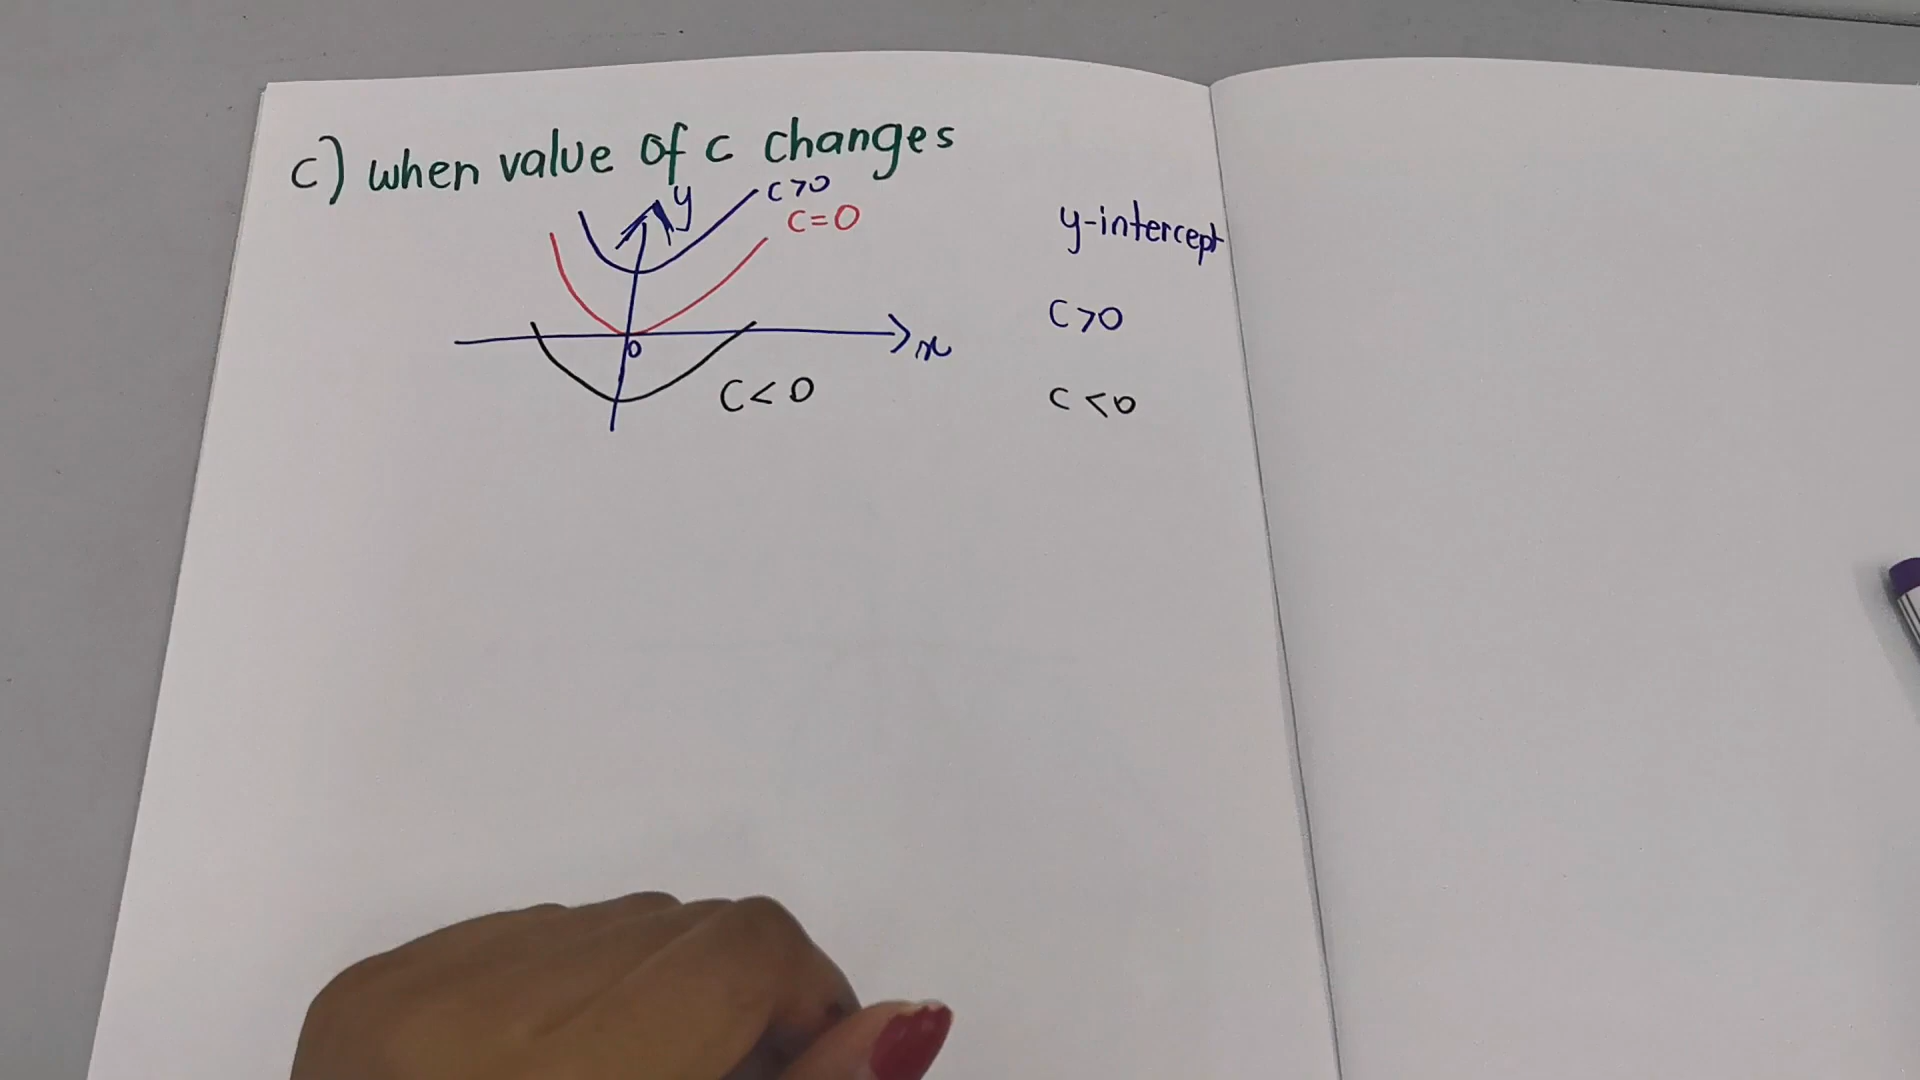 c) when value of c changes
y
c>0
c=0
y-intercept
c>0
0
x
c<0
c<0